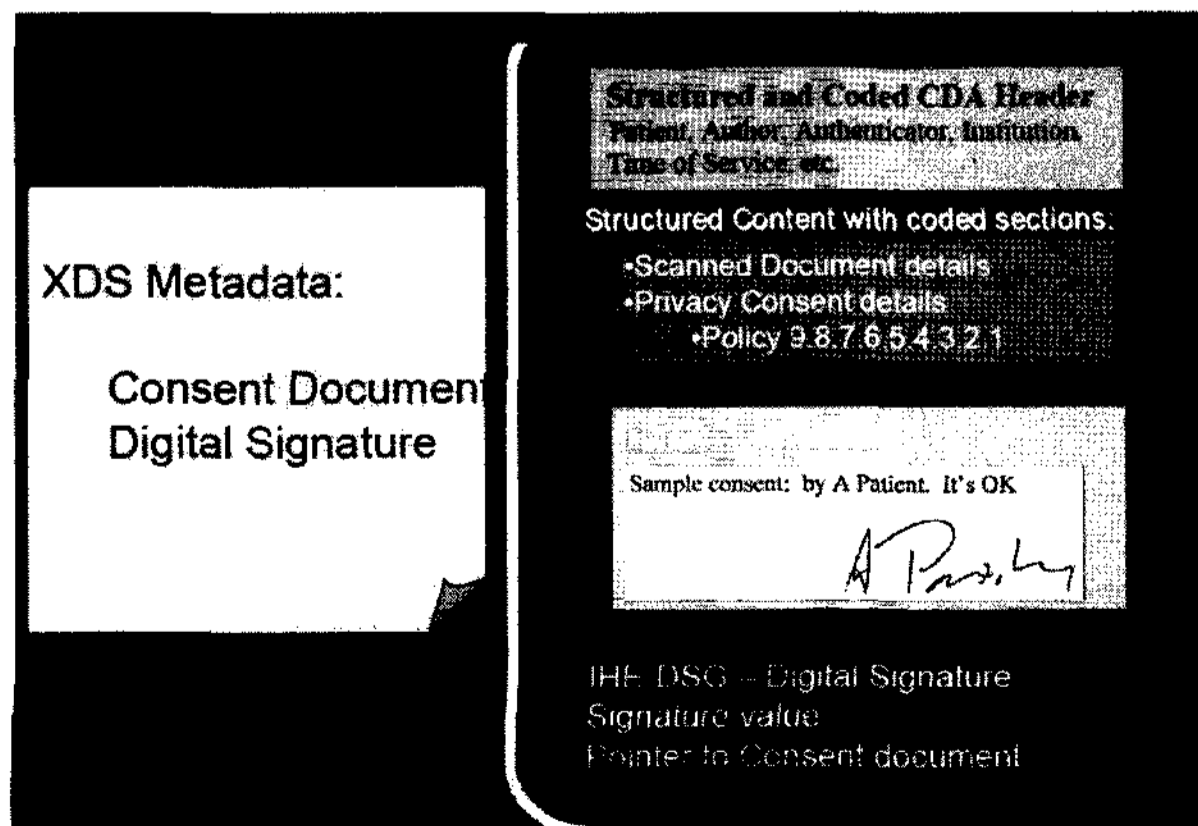 XDS Metadata:
Consent Document
Digital Signature
Structured and Coded CDA Header
Patient, Author, Authenticator, Institution,
Time of Service, etc.
Structured Content with coded sections:
•Scanned Document details
•Privacy Consent details
•Policy 9.8.7.6.5.4.3.2.1
Sample consent: by A Patient. It's OK
IHE DSG – Digital Signature
Signature value
Pointer to Consent document